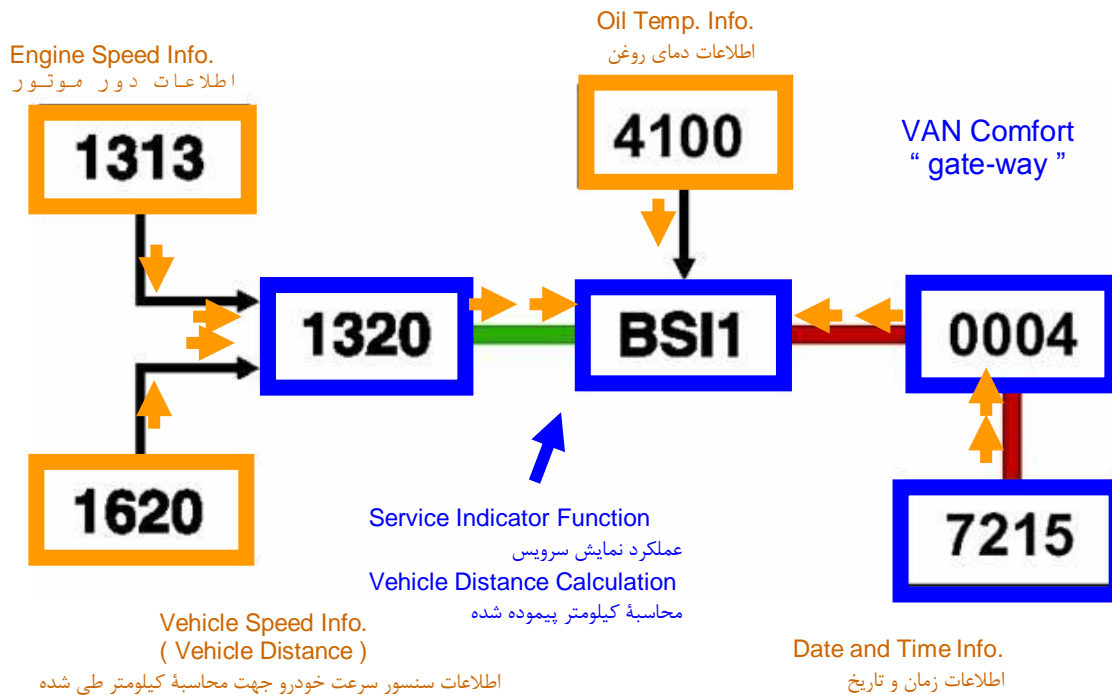 Oil Temp. Info.
اطلاعات دمای روغن
Engine Speed Info.
اطلاعات دور موتور
1313
4100
VAN Comfort
“ gate-way ”
1320
BSI1
0004
1620
7215
Service Indicator Function
عملکرد نمایش سرویس
Vehicle Distance Calculation
محاسبۀ کیلومتر پیموده شده
Vehicle Speed Info.
( Vehicle Distance )
اطلاعات سنسور سرعت خودرو جهت محاسبۀ کیلومتر طی شده
Date and Time Info.
اطلاعات زمان و تاریخ